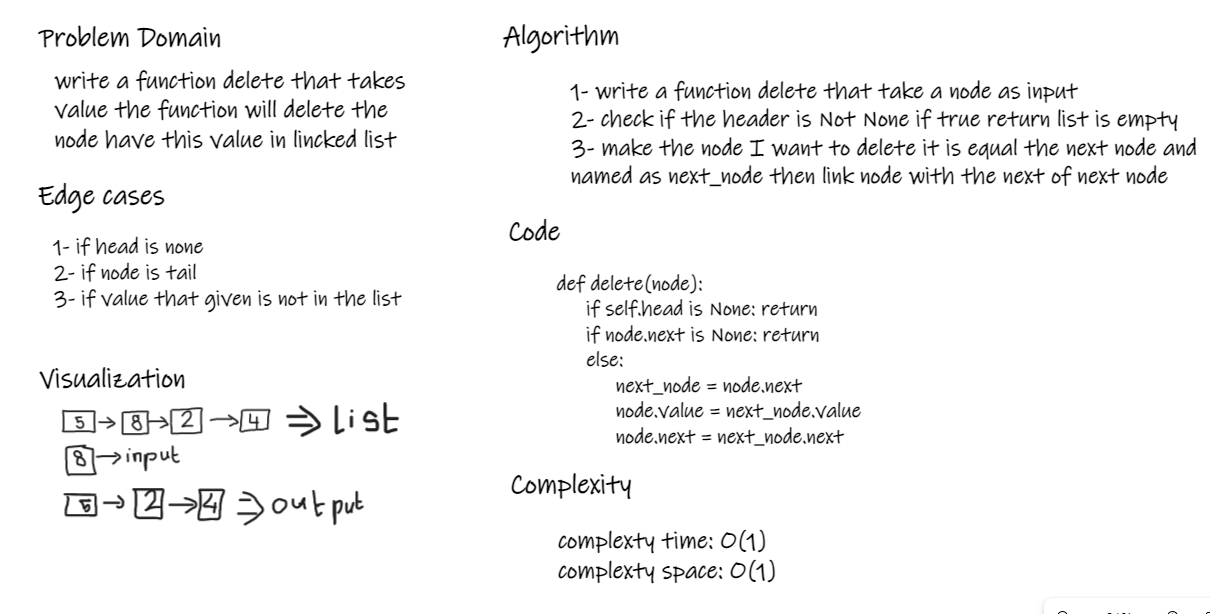 Problem Domain
write a function delete that takes
value the function will delete the
node have this value in lincked list
Edge cases
1- if head is none
2- if node is tail
3- if value that given is not in the list
Visualization
5 → 8 → 2 → 4 ⇒ list
8 → input
5 → 2 → 4 ⇒ output
Algorithm
1- write a function delete that take a node as input
2- check if the header is Not None if true return list is empty
3- make the node I want to delete it is equal the next node and
named as next_node then link node with the next of next node
Code
def delete(node):
if self.head is None: return
if node.next is None: return
else:
next_node = node.next
node.value = next_node.value
node.next = next_node.next
Complexity
complexty time: O(1)
complexty space: O(1)